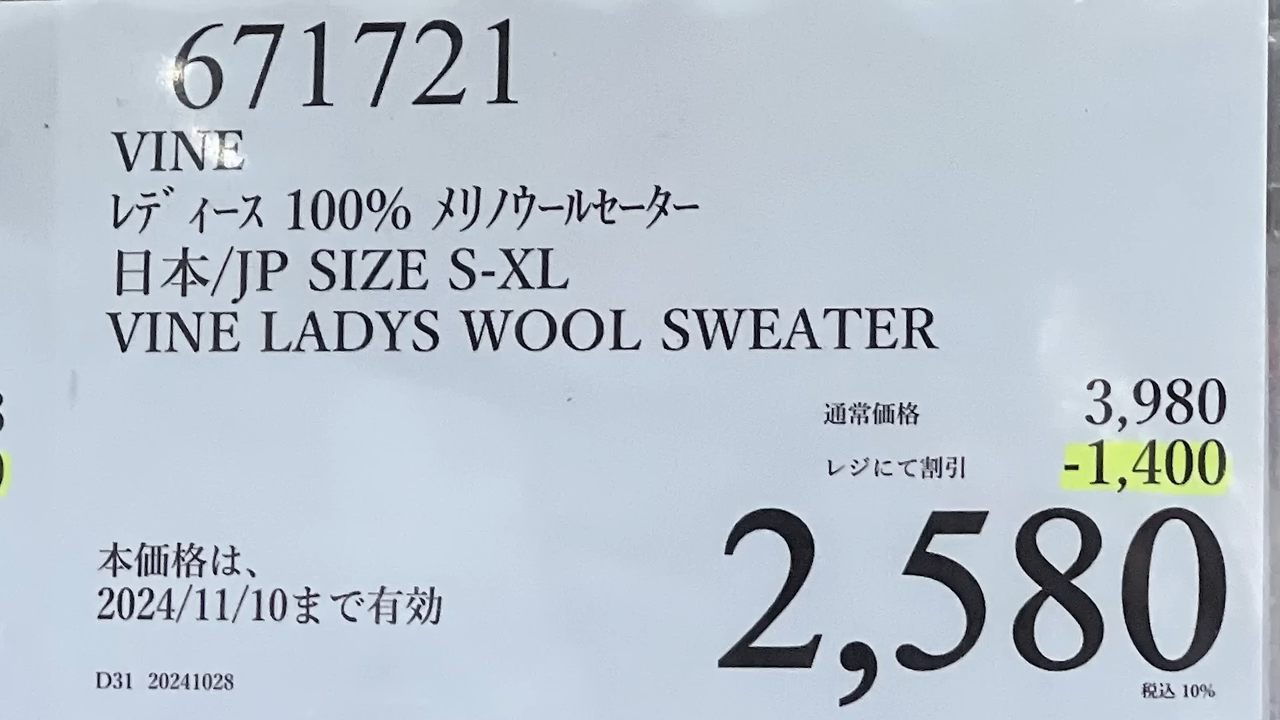 671721
VINE
ﾚﾃﾞｨｰｽ 100% ﾒﾘﾉｳｰﾙｾｰﾀｰ
日本/JP SIZE S-XL
VINE LADYS WOOL SWEATER
通常価格 3,980
レジにて割引 -1,400
2,580
本価格は、
2024/11/10まで有効
D31 20241028
税込 10%